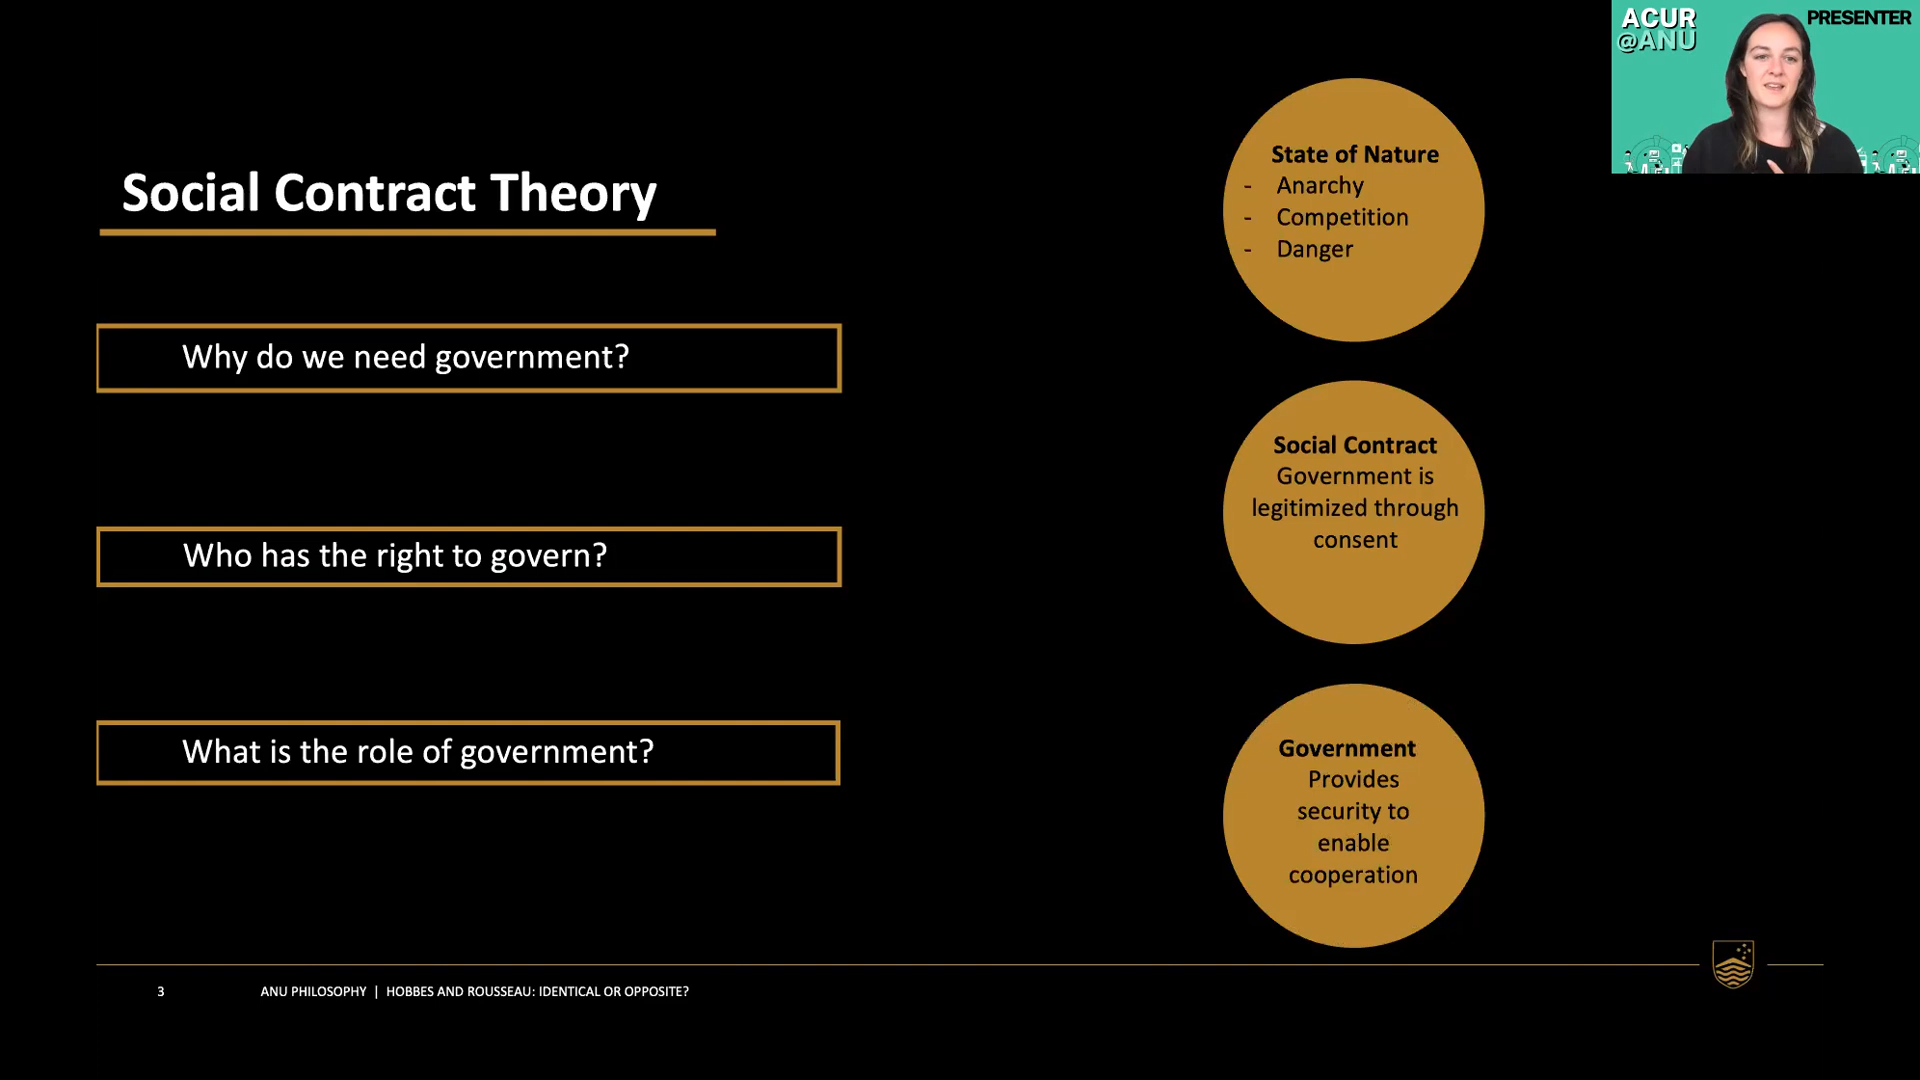 ACUR
@ANU
PRESENTER
Social Contract Theory
Why do we need government?
Who has the right to govern?
What is the role of government?
State of Nature
- Anarchy
- Competition
- Danger
Social Contract
Government is
legitimized through
consent
Government
Provides
security to
enable
cooperation
3 ANU PHILOSOPHY | HOBBES AND ROUSSEAU: IDENTICAL OR OPPOSITE?